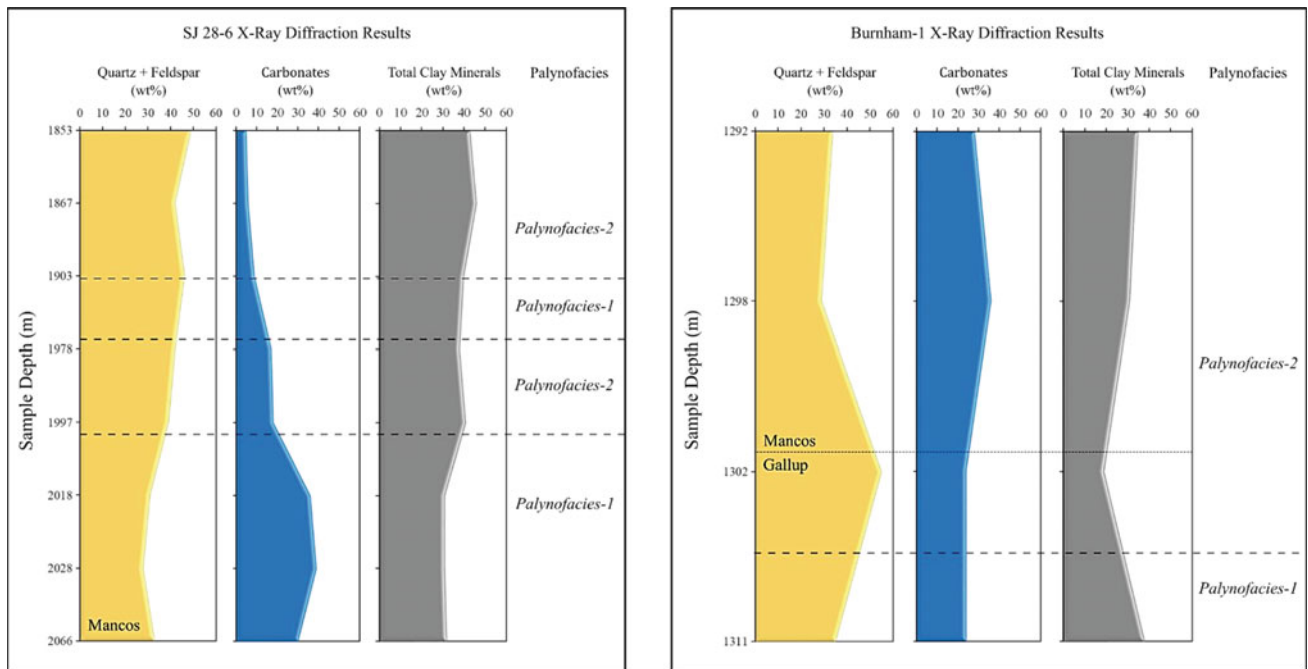 SJ 28-6 X-Ray Diffraction Results
Quartz + Feldspar
(wt%)
Carbonates
(wt%)
Total Clay Minerals
(wt%)
Palynofacies
0 10 20 30 40 50 60
0 10 20 30 40 50 60
0 10 20 30 40 50 60
Sample Depth (m)
1853
1867
1903
1978
1997
2018
2028
2066
Palynofacies-2
Palynofacies-1
Palynofacies-2
Palynofacies-1
Mancos
Burnham-1 X-Ray Diffraction Results
Quartz + Feldspar
(wt%)
Carbonates
(wt%)
Total Clay Minerals
(wt%)
Palynofacies
0 10 20 30 40 50 60
0 10 20 30 40 50 60
0 10 20 30 40 50 60
Sample Depth (m)
1292
1298
1302
1311
Mancos
Gallup
Palynofacies-2
Palynofacies-1